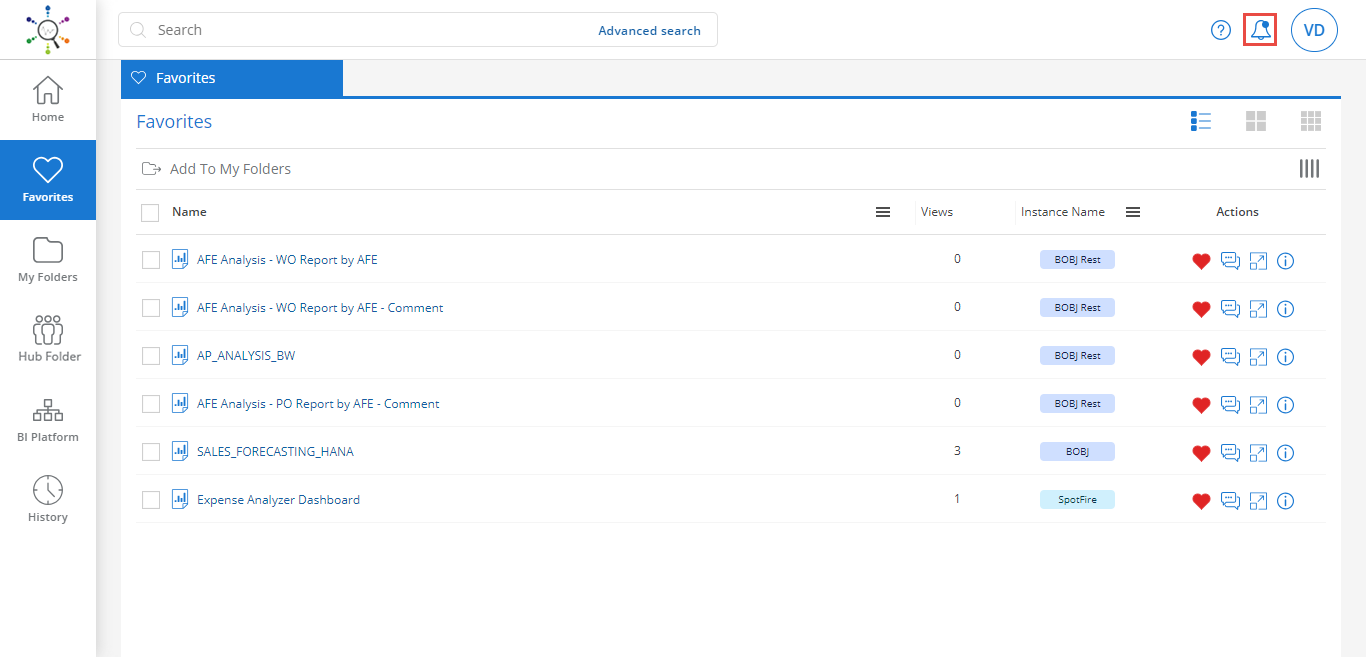 Search Advanced search VD
Home
Favorites
My Folders
Hub Folder
BI Platform
History
Favorites
Favorites
Add To My Folders
Name Views Instance Name Actions
AFE Analysis - WO Report by AFE 0 BOBJ Rest
AFE Analysis - WO Report by AFE - Comment 0 BOBJ Rest
AP_ANALYSIS_BW 0 BOBJ Rest
AFE Analysis - PO Report by AFE - Comment 0 BOBJ Rest
SALES_FORECASTING_HANA 3 BOBJ
Expense Analyzer Dashboard 1 SpotFire